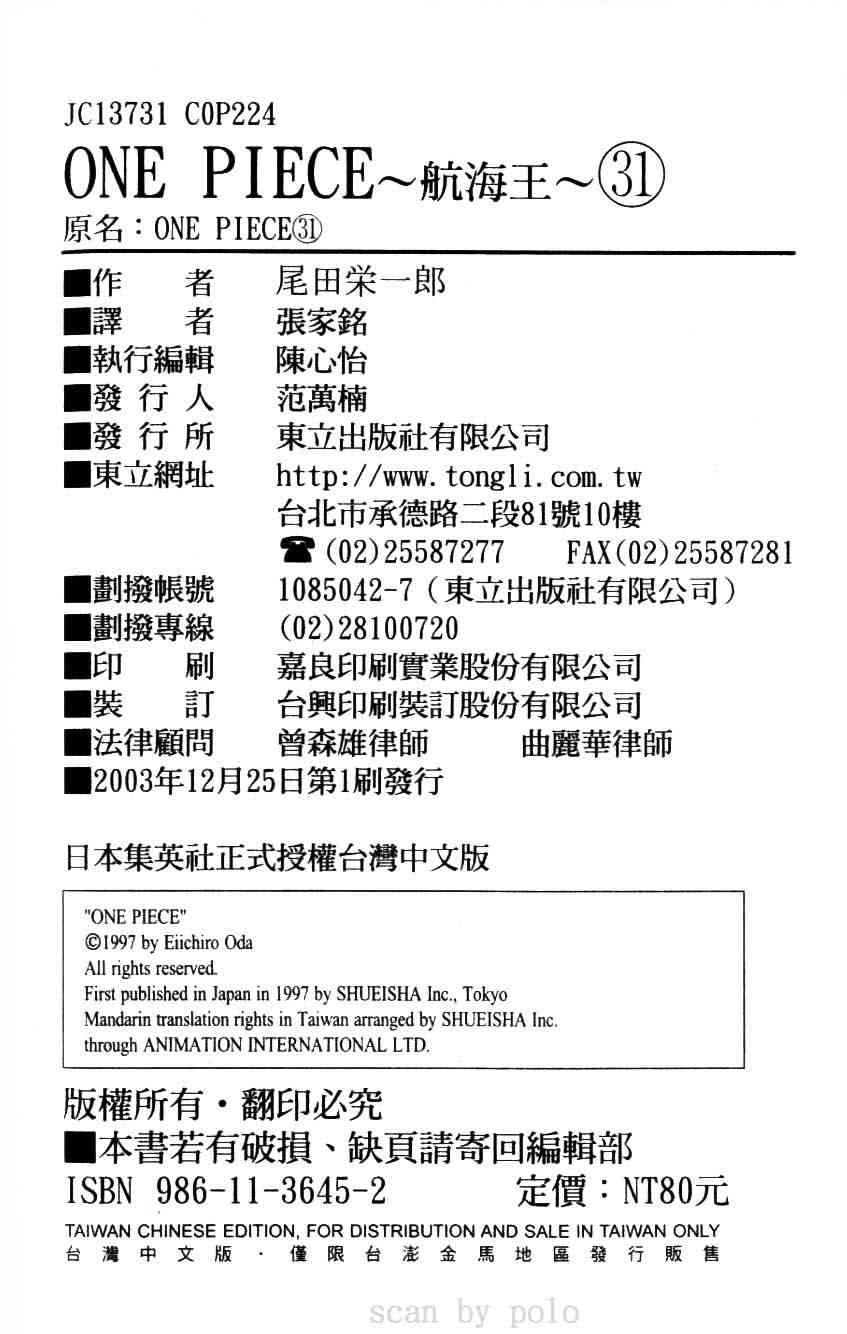 JC13731 COP224
ONE PIECE～航海王～㉛
原名：ONE PIECE㉛
■作 者 尾田栄一郎
■譯 者 張家銘
■執行編輯 陳心怡
■發行人 范萬楠
■發行所 東立出版社有限公司
■東立網址 http://www.tongli.com.tw
台北市承德路二段81號10樓
☎(02)25587277 FAX(02)25587281
■劃撥帳號 1085042-7（東立出版社有限公司）
■劃撥專線 (02)28100720
■印 刷 嘉良印刷實業股份有限公司
■裝 訂 台興印刷裝訂股份有限公司
■法律顧問 曾森雄律師 曲麗華律師
■2003年12月25日第1刷發行
日本集英社正式授權台灣中文版
"ONE PIECE"
©1997 by Eiichiro Oda
All rights reserved.
First published in Japan in 1997 by SHUEISHA Inc., Tokyo
Mandarin translation rights in Taiwan arranged by SHUEISHA Inc.
through ANIMATION INTERNATIONAL LTD.
版權所有・翻印必究
■本書若有破損、缺頁請寄回編輯部
ISBN 986-11-3645-2 定價：NT80元
TAIWAN CHINESE EDITION, FOR DISTRIBUTION AND SALE IN TAIWAN ONLY
台灣中文版・僅限台澎金馬地區發行販售
scan by polo